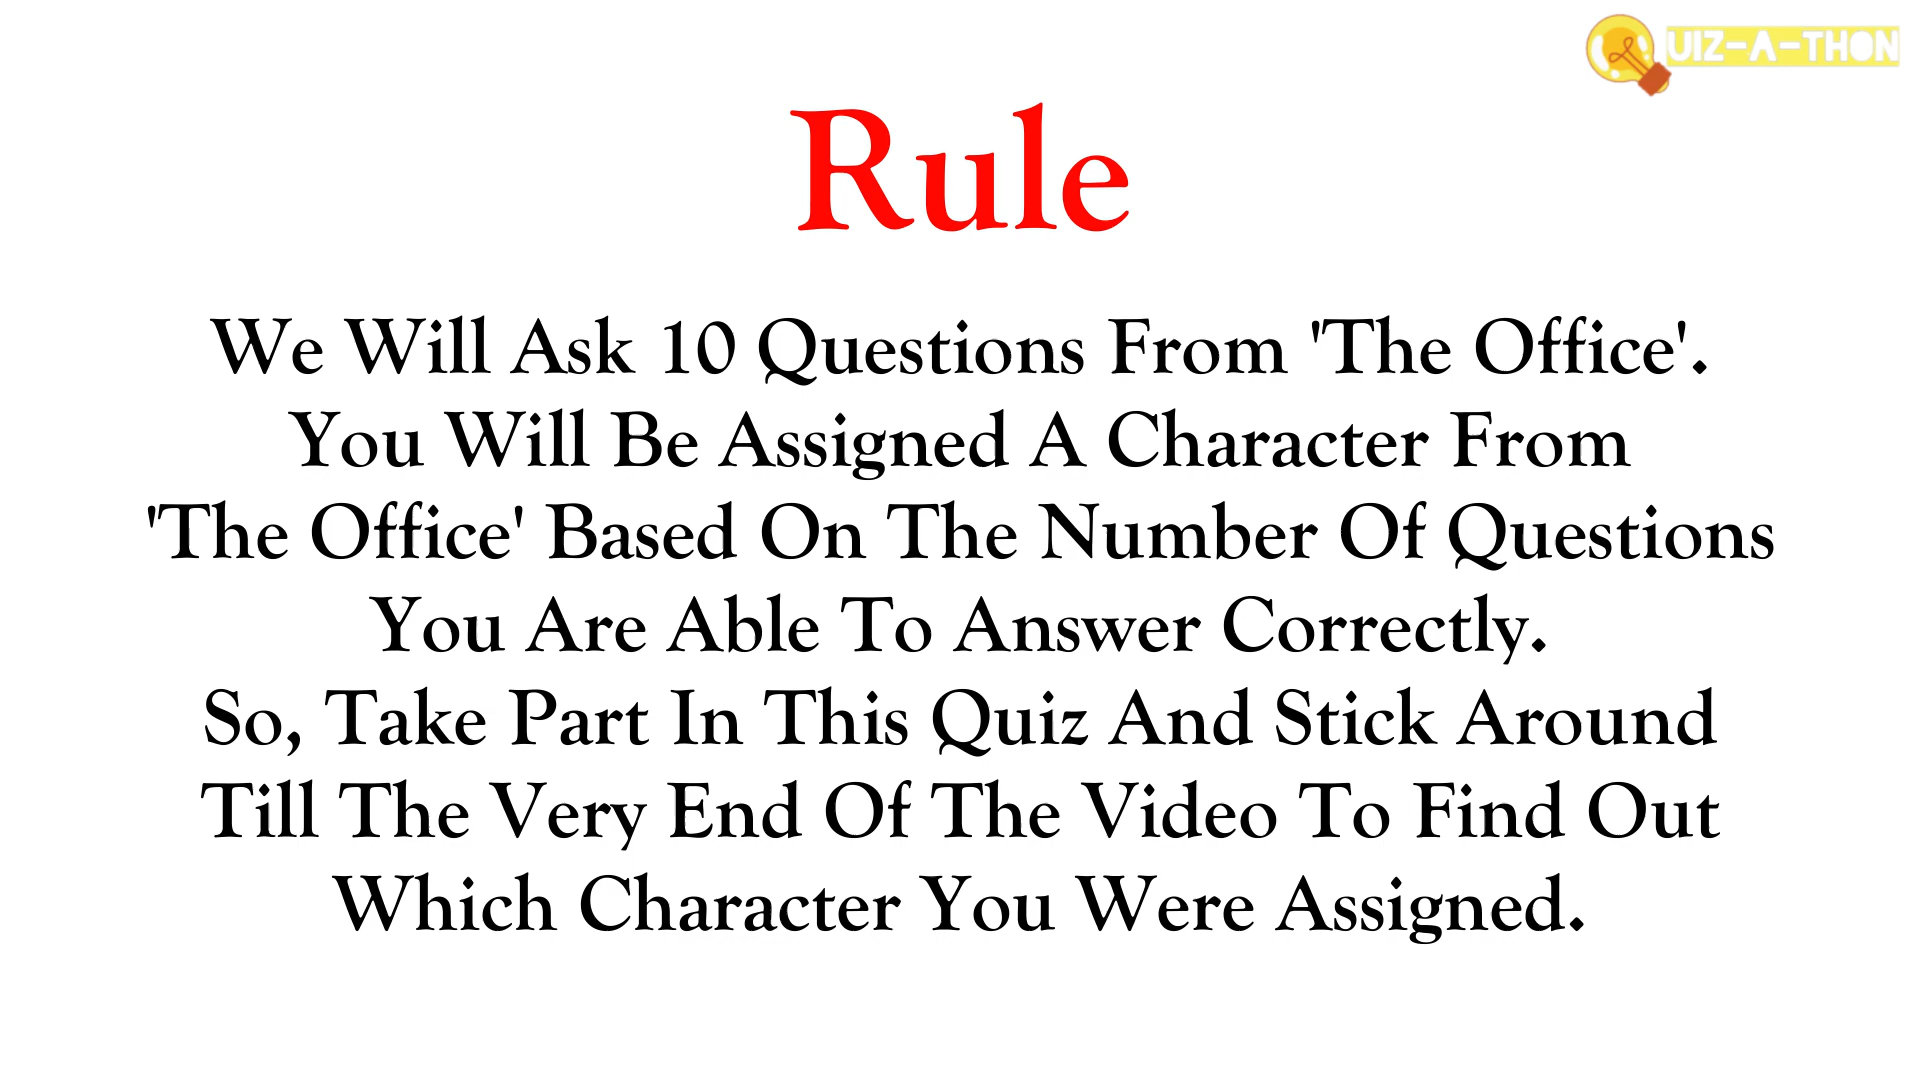 UIZ-A-THON
Rule
We Will Ask 10 Questions From 'The Office'.
You Will Be Assigned A Character From
'The Office' Based On The Number Of Questions
You Are Able To Answer Correctly.
So, Take Part In This Quiz And Stick Around
Till The Very End Of The Video To Find Out
Which Character You Were Assigned.